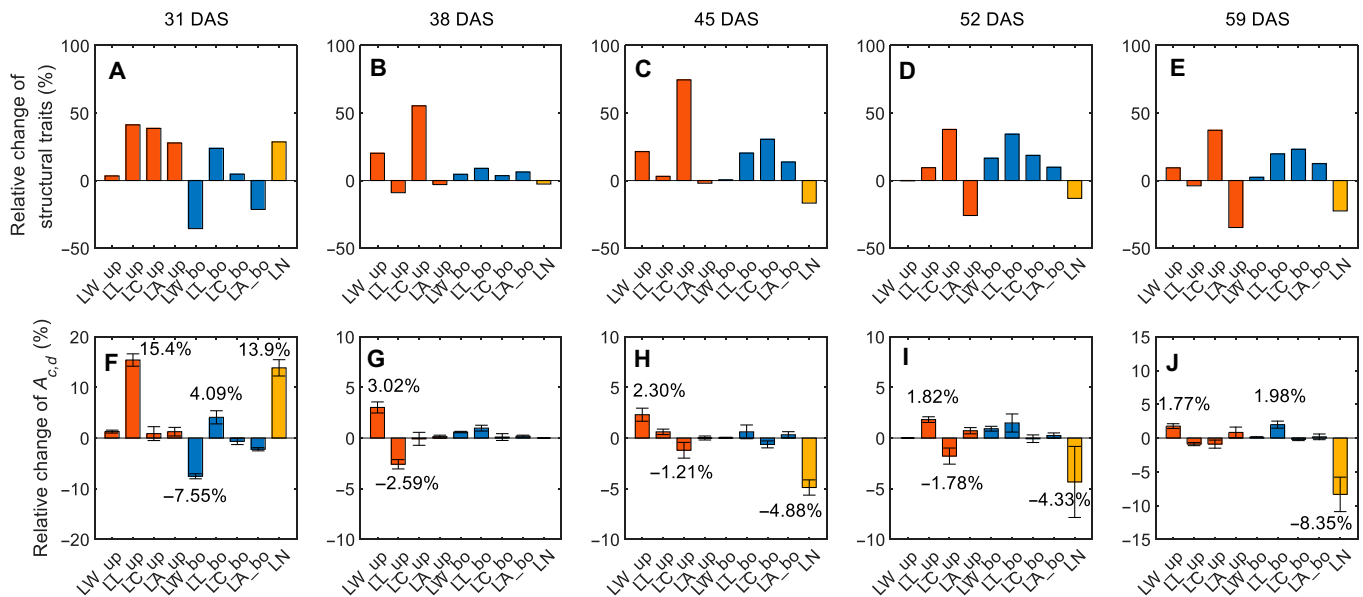 31 DAS
38 DAS
45 DAS
52 DAS
59 DAS
Relative change of
structural traits (%)
100
50
0
−50
A
LW_up
LL_up
LC_up
LA_up
LW_bo
LL_bo
LC_bo
LA_bo
LN
100
50
0
−50
B
LW_up
LL_up
LC_up
LA_up
LW_bo
LL_bo
LC_bo
LA_bo
LN
100
50
0
−50
C
LW_up
LL_up
LC_up
LA_up
LW_bo
LL_bo
LC_bo
LA_bo
LN
100
50
0
−50
D
LW_up
LL_up
LC_up
LA_up
LW_bo
LL_bo
LC_bo
LA_bo
LN
100
50
0
−50
E
LW_up
LL_up
LC_up
LA_up
LW_bo
LL_bo
LC_bo
LA_bo
LN
Relative change of A_c,d (%)
20
10
0
−10
−20
F
15.4%
13.9%
4.09%
−7.55%
LW_up
LL_up
LC_up
LA_up
LW_bo
LL_bo
LC_bo
LA_bo
LN
10
5
0
−5
−10
G
3.02%
−2.59%
LW_up
LL_up
LC_up
LA_up
LW_bo
LL_bo
LC_bo
LA_bo
LN
10
5
0
−5
−10
H
2.30%
−1.21%
−4.88%
LW_up
LL_up
LC_up
LA_up
LW_bo
LL_bo
LC_bo
LA_bo
LN
10
5
0
−5
−10
I
1.82%
−1.78%
−4.33%
LW_up
LL_up
LC_up
LA_up
LW_bo
LL_bo
LC_bo
LA_bo
LN
15
10
5
0
−5
−10
−15
J
1.77%
1.98%
−8.35%
LW_up
LL_up
LC_up
LA_up
LW_bo
LL_bo
LC_bo
LA_bo
LN